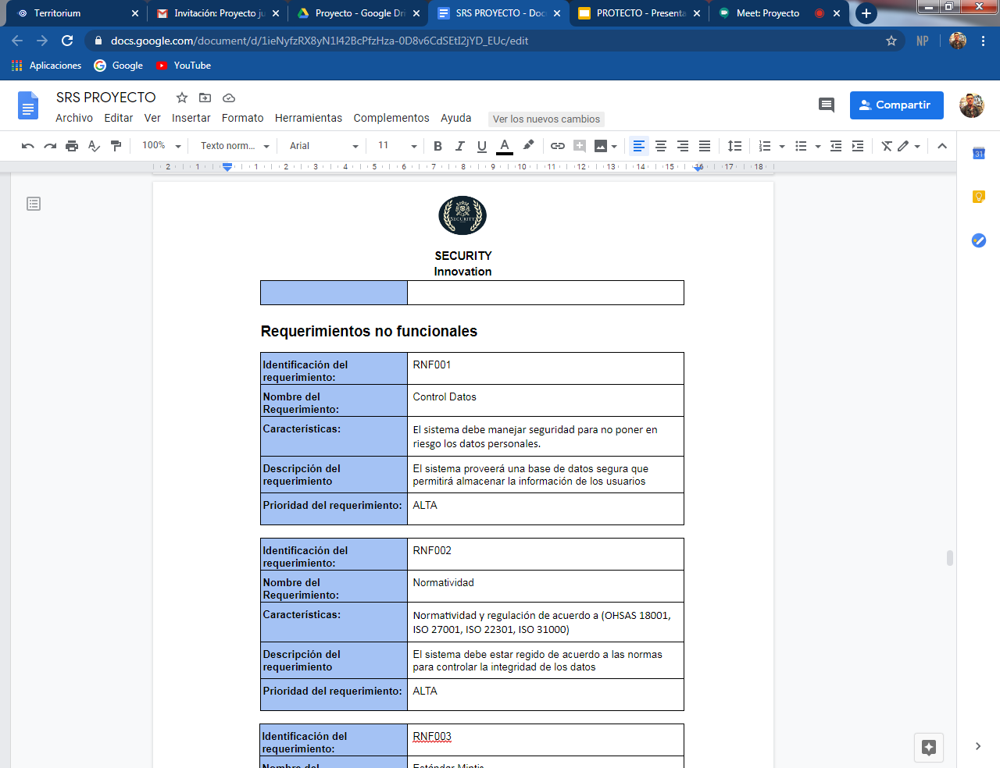 Territorium
Invitación: Proyecto ju
Proyecto - Google Dri
SRS PROYECTO - Doc
PROTECTO - Presenta
Meet: Proyecto
docs.google.com/document/d/1ieNyfzRX8yN1l42BcPfzHza-0D8v6CdSEtI2jYD_EUc/edit
NP
Aplicaciones
Google
YouTube
SRS PROYECTO
Archivo Editar Ver Insertar Formato Herramientas Complementos Ayuda
Ver los nuevos cambios
Compartir
100%
Texto norm...
Arial
11
B I U A
2 1 1 2 3 4 5 6 7 8 9 10 11 12 13 14 15 16 17 18
31
SECURITY
SECURITY
Innovation
Requerimientos no funcionales
Identificación del
requerimiento:
RNF001
Nombre del
Requerimiento:
Control Datos
Características:
El sistema debe manejar seguridad para no poner en
riesgo los datos personales.
Descripción del
requerimiento
El sistema proveerá una base de datos segura que
permitirá almacenar la información de los usuarios
Prioridad del requerimiento:
ALTA
Identificación del
requerimiento:
RNF002
Nombre del
Requerimiento:
Normatividad
Características:
Normatividad y regulación de acuerdo a (OHSAS 18001,
ISO 27001, ISO 22301, ISO 31000)
Descripción del
requerimiento
El sistema debe estar regido de acuerdo a las normas
para controlar la integridad de los datos
Prioridad del requerimiento:
ALTA
Identificación del
requerimiento:
RNF003
Nombre del
Estándar Mintis